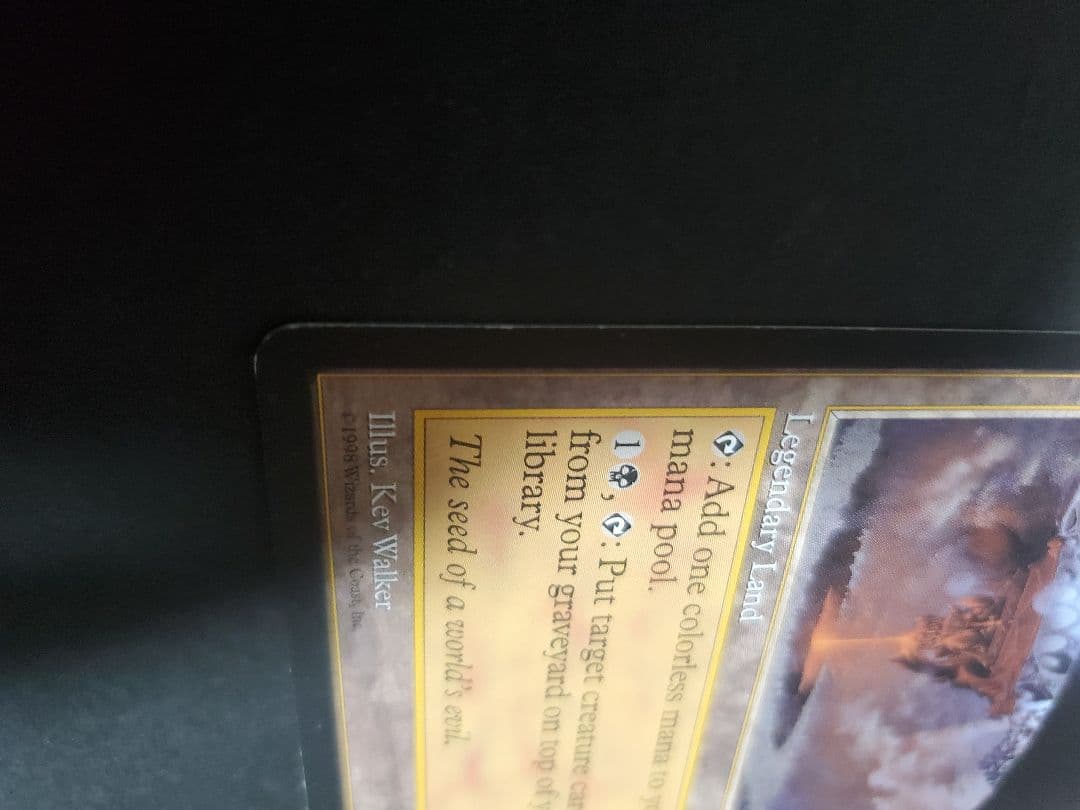 Legendary Land
: Add one colorless mana to
mana pool.
1 , : Put target creature
from your graveyard on top of
library.
The seed of a world's evil.
Illus. Kev Walker
©1998 Wizards of the Coast, Inc.